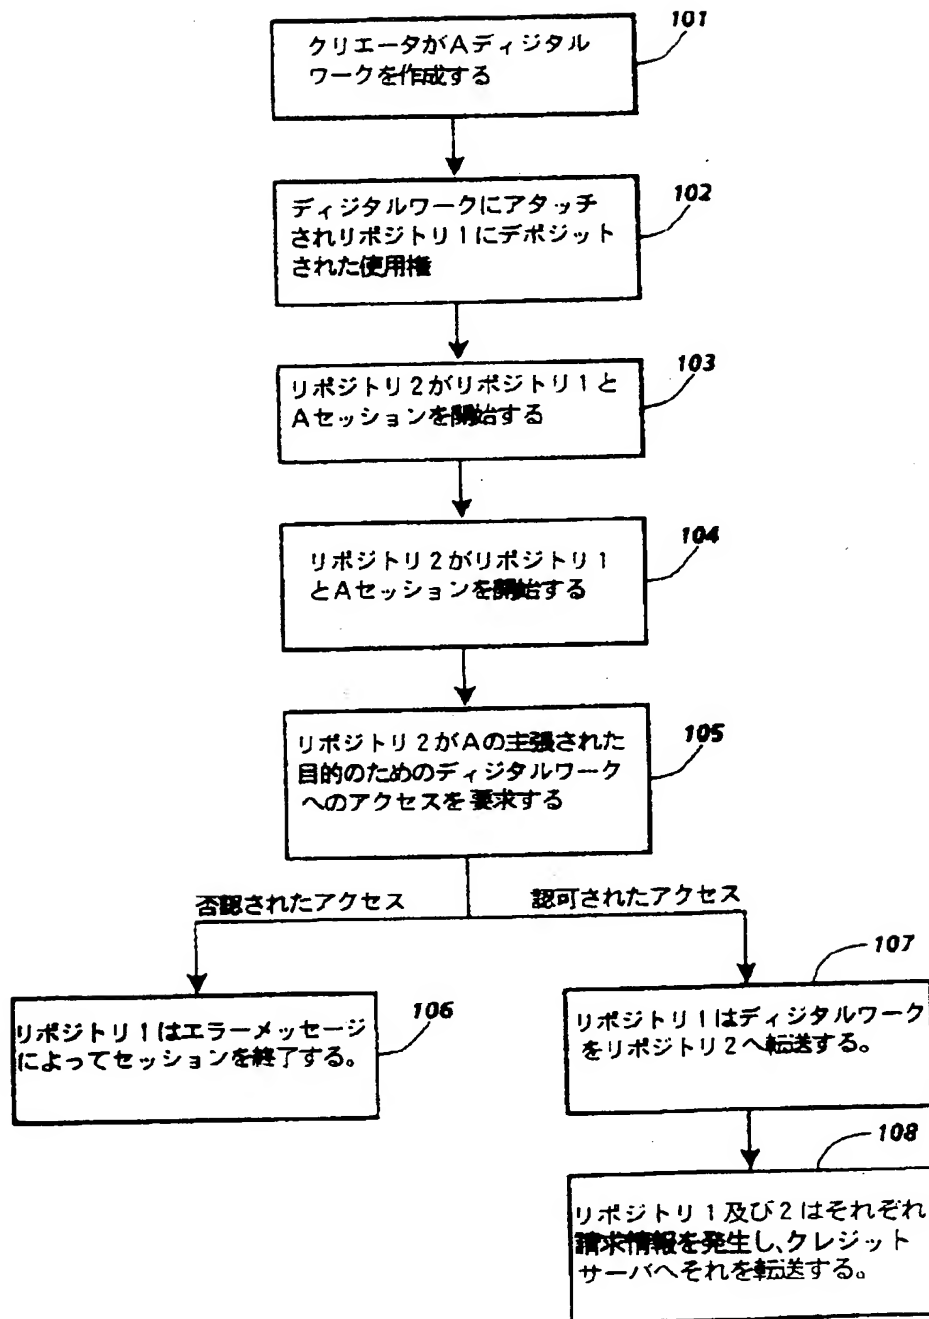 101
クリエータがAディジタル
ワークを作成する
102
ディジタルワークにアタッチ
されリポジトリ1にデポジット
された使用権
103
リポジトリ2がリポジトリ1と
Aセッションを開始する
104
リポジトリ2がリポジトリ1
とAセッションを開始する
105
リポジトリ2がAの主張された
目的のためのディジタルワーク
へのアクセスを要求する
否認されたアクセス
認可されたアクセス
106
リポジトリ1はエラーメッセージ
によってセッションを終了する。
107
リポジトリ1はディジタルワーク
をリポジトリ2へ転送する。
108
リポジトリ1及び2はそれぞれ
請求情報を発生し、クレジット
サーバへそれを転送する。